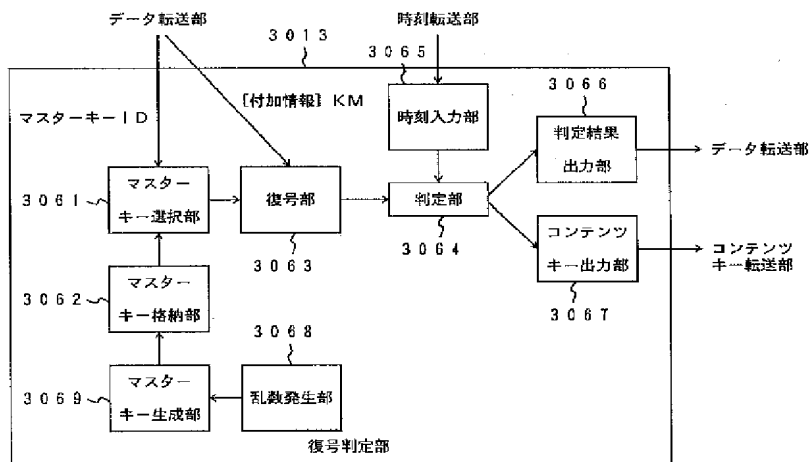 データ転送部
時刻転送部
3013
3065
3066
マスターキーID
[付加情報] KM
時刻入力部
判定結果
出力部
データ転送部
3061
マスター
キー選択部
復号部
判定部
3063
3064
コンテンツ
キー出力部
コンテンツ
キー転送部
3062
マスター
キー格納部
3067
3068
3069
マスター
キー生成部
乱数発生部
復号判定部